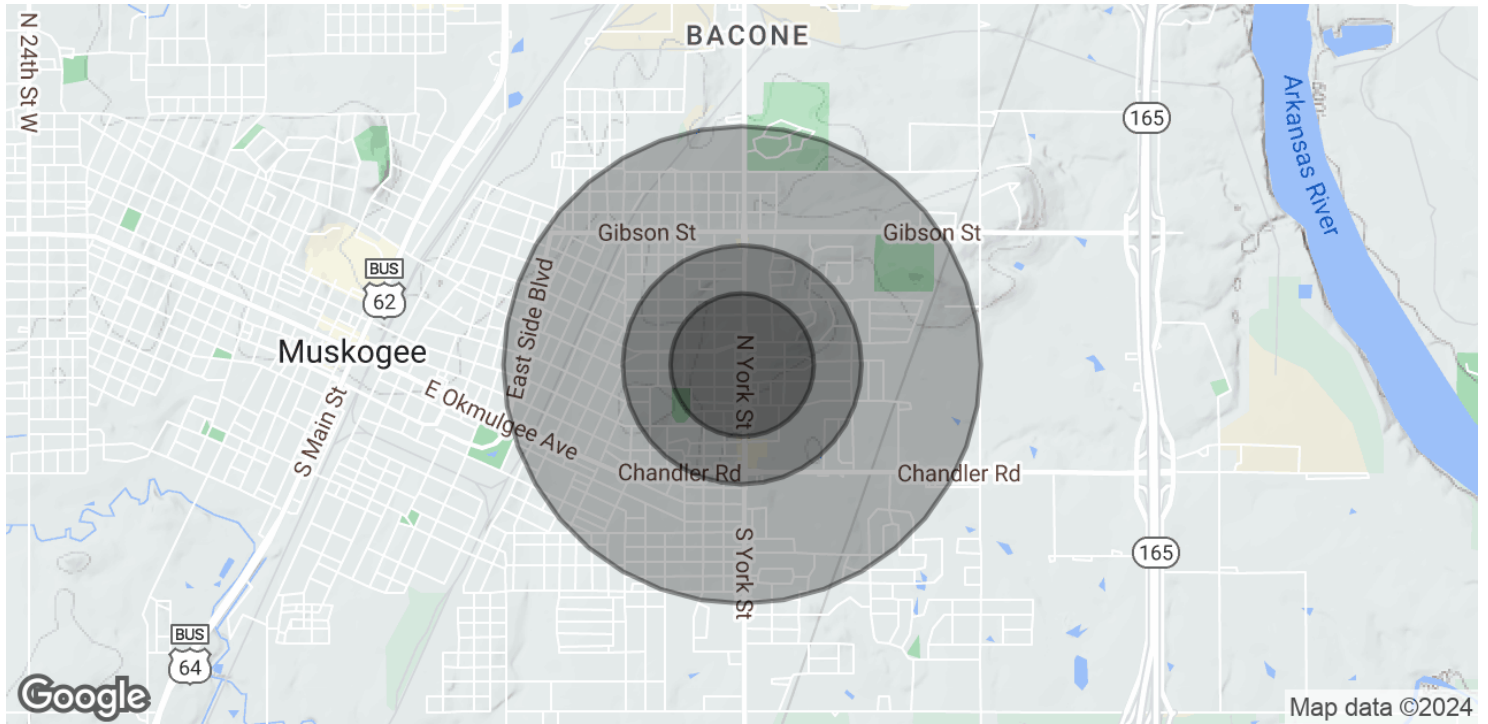 N 24th St W
BACONE
165
Arkansas River
Gibson St
Gibson St
BUS
62
East Side Blvd
Muskogee
N York St
E Okmulgee Ave
S Main St
Chandler Rd
Chandler Rd
S York St
165
BUS
64
Google
Map data ©2024